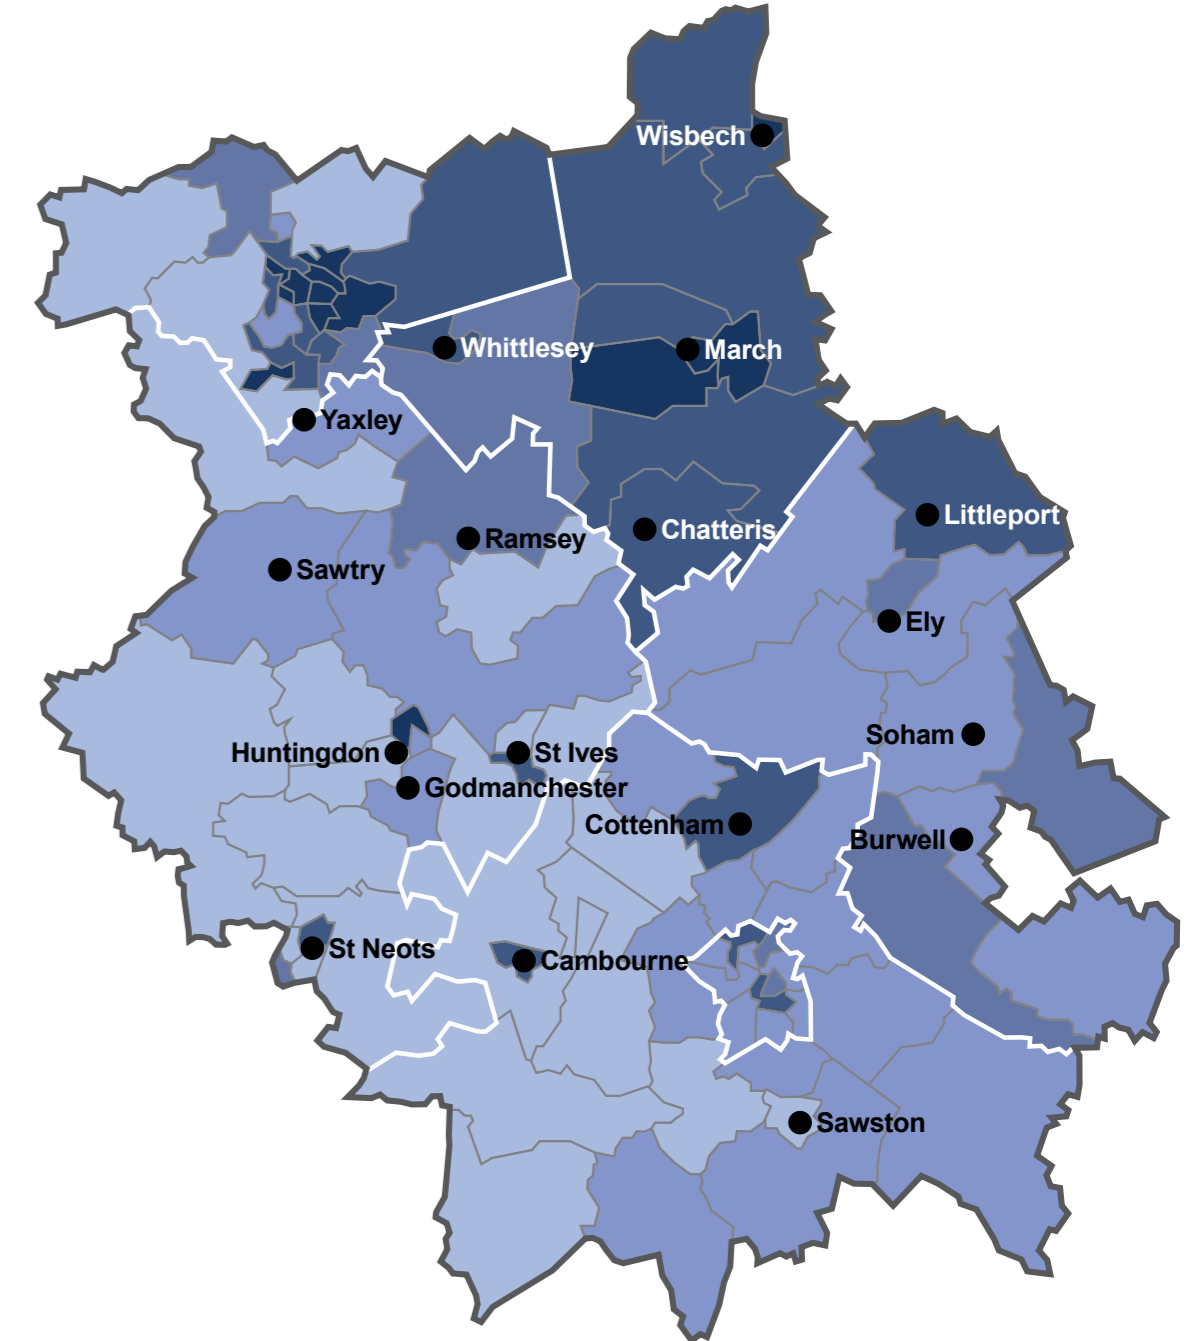 Wisbech
Whittlesey
March
Yaxley
Littleport
Chatteris
Ramsey
Sawtry
Ely
Soham
Huntingdon
St Ives
Godmanchester
Cottenham
Burwell
St Neots
Cambourne
Sawston